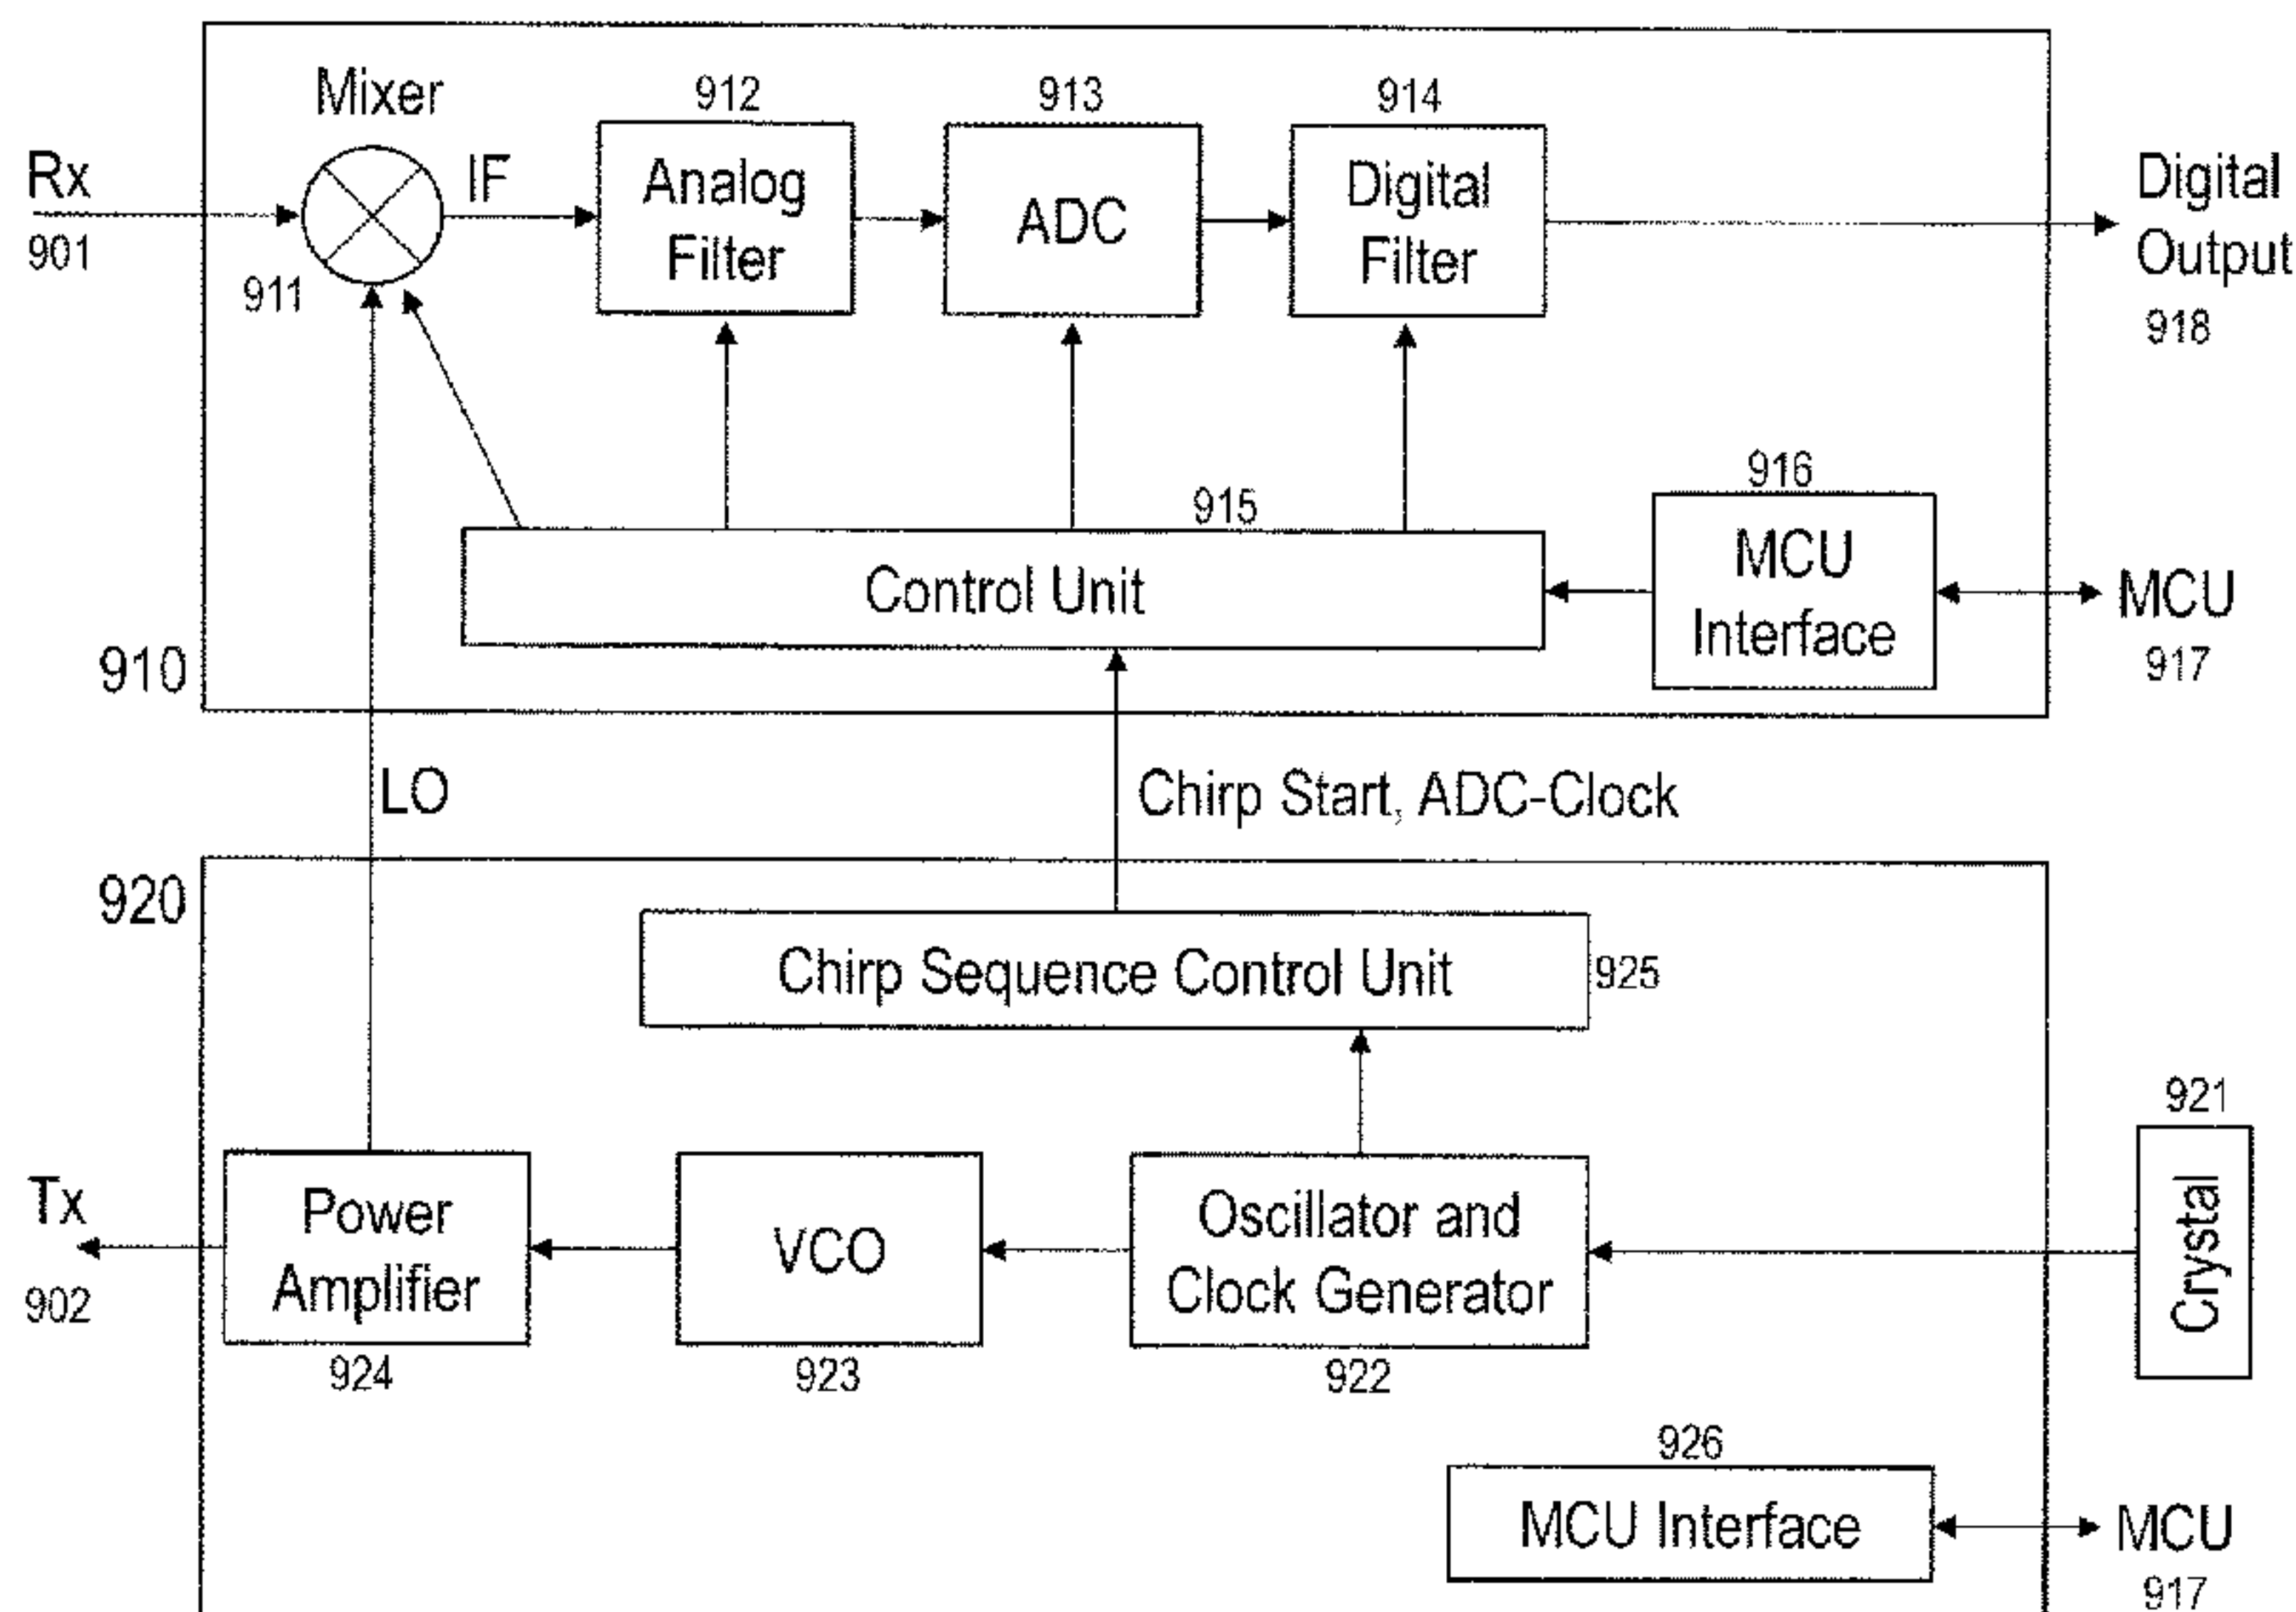 Mixer
912
913
914
Rx
IF
Analog
Filter
ADC
Digital
Filter
Digital
Output
901
911
918
915
916
Control Unit
MCU
Interface
MCU
917
910
LO
Chirp Start, ADC-Clock
920
Chirp Sequence Control Unit
925
921
Tx
Power
Amplifier
VCO
Oscillator and
Clock Generator
Crystal
902
924
923
922
926
MCU Interface
MCU
917